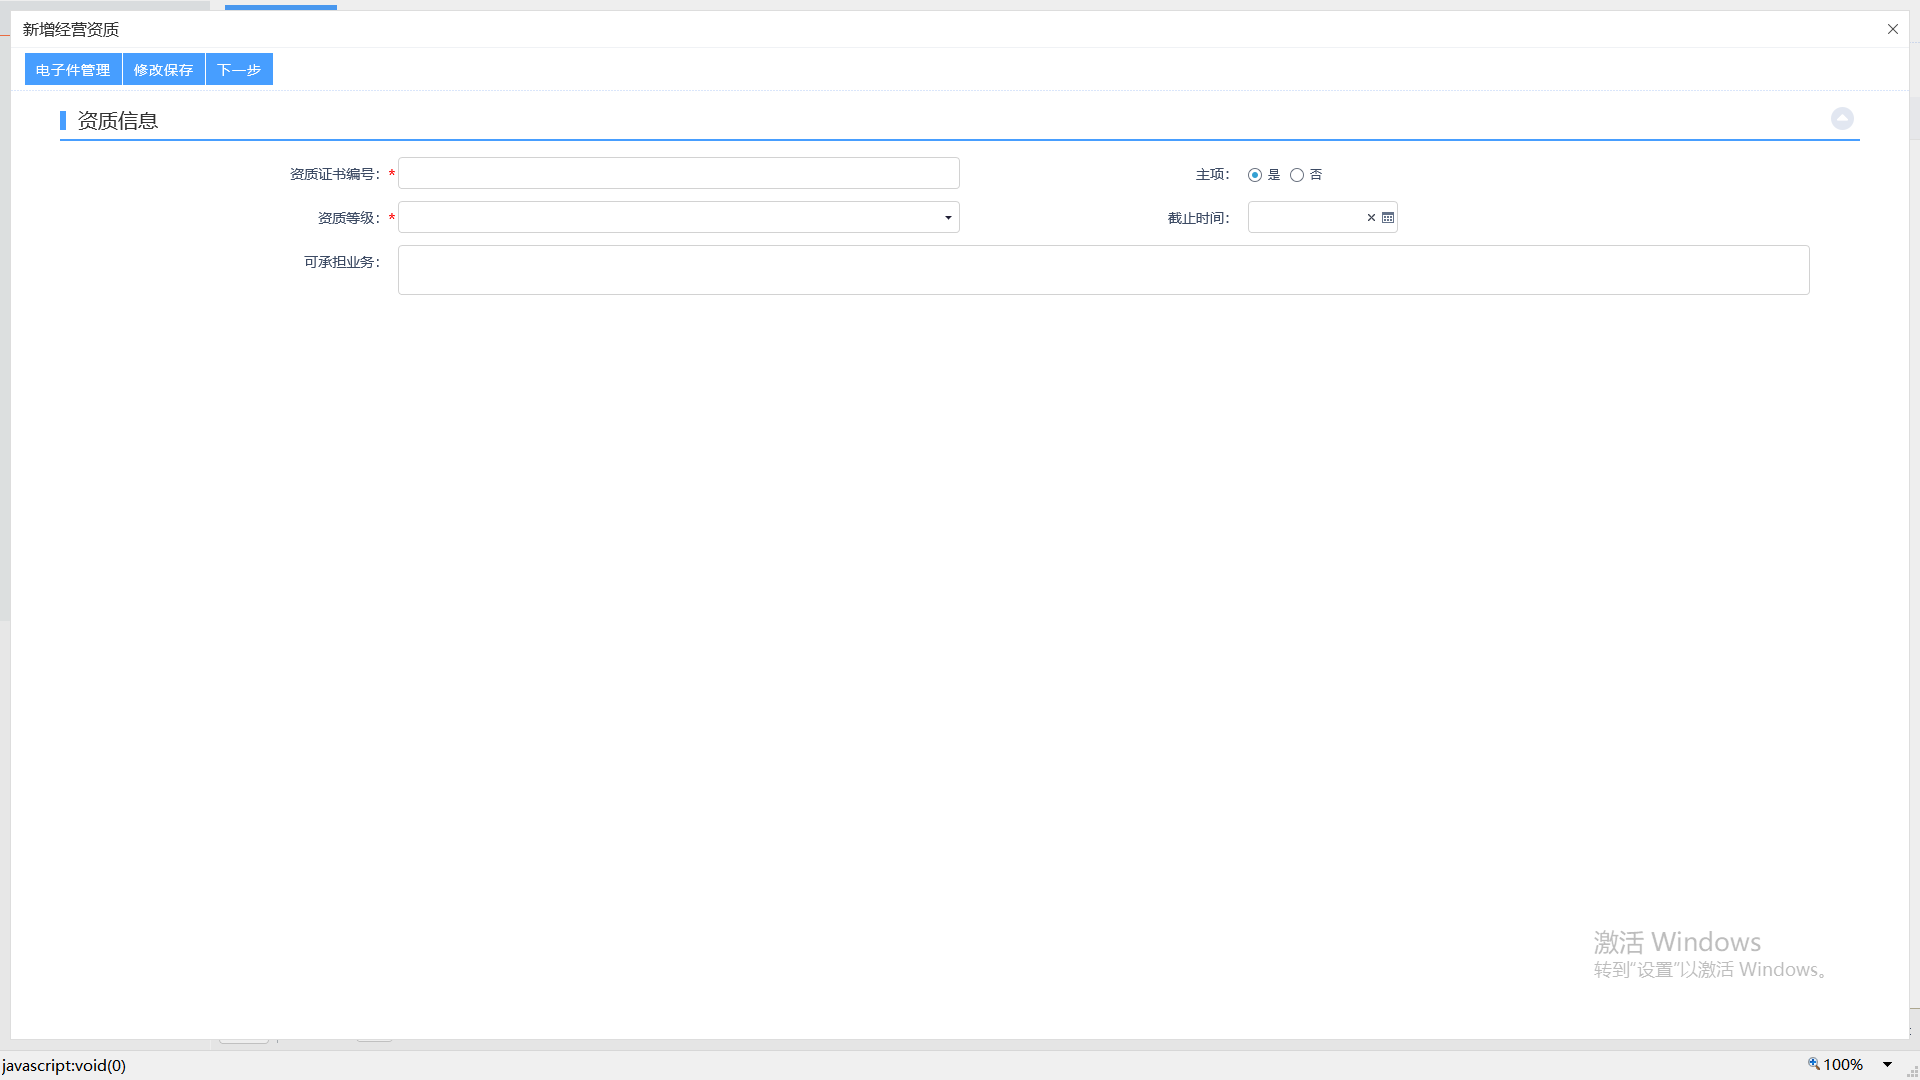 新增经营资质
电子件管理 修改保存 下一步
资质信息
资质证书编号：* 主项： 是 否
资质等级：* 截止时间：
可承担业务：
激活 Windows
转到“设置”以激活 Windows。
javascript:void(0) 100%